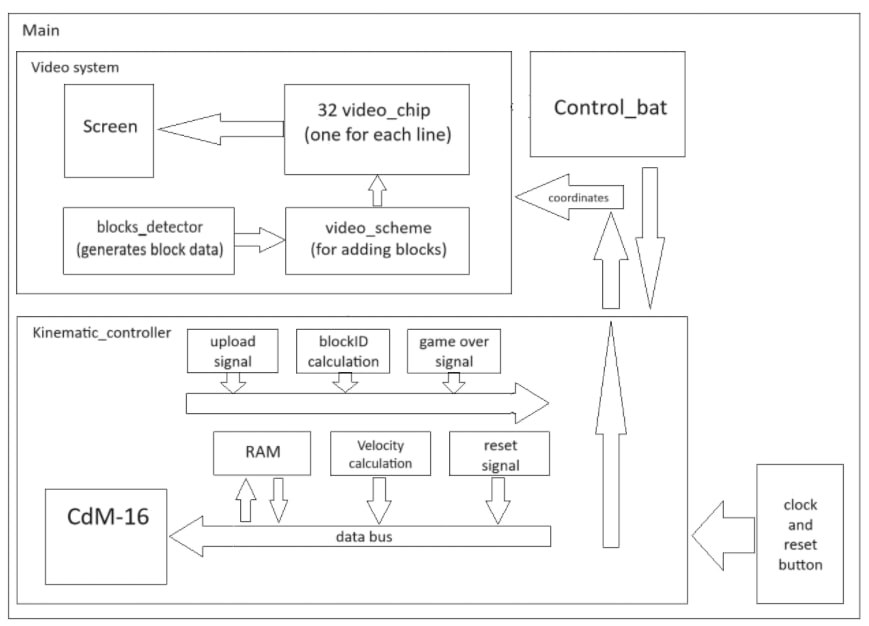 Main
Video system
Screen
32 video_chip
(one for each line)
Control_bat
coordinates
blocks_detector
(generates block data)
video_scheme
(for adding blocks)
Kinematic_controller
upload
signal
blockID
calculation
game over
signal
RAM
Velocity
calculation
reset
signal
CdM-16
data bus
clock
and
reset
button